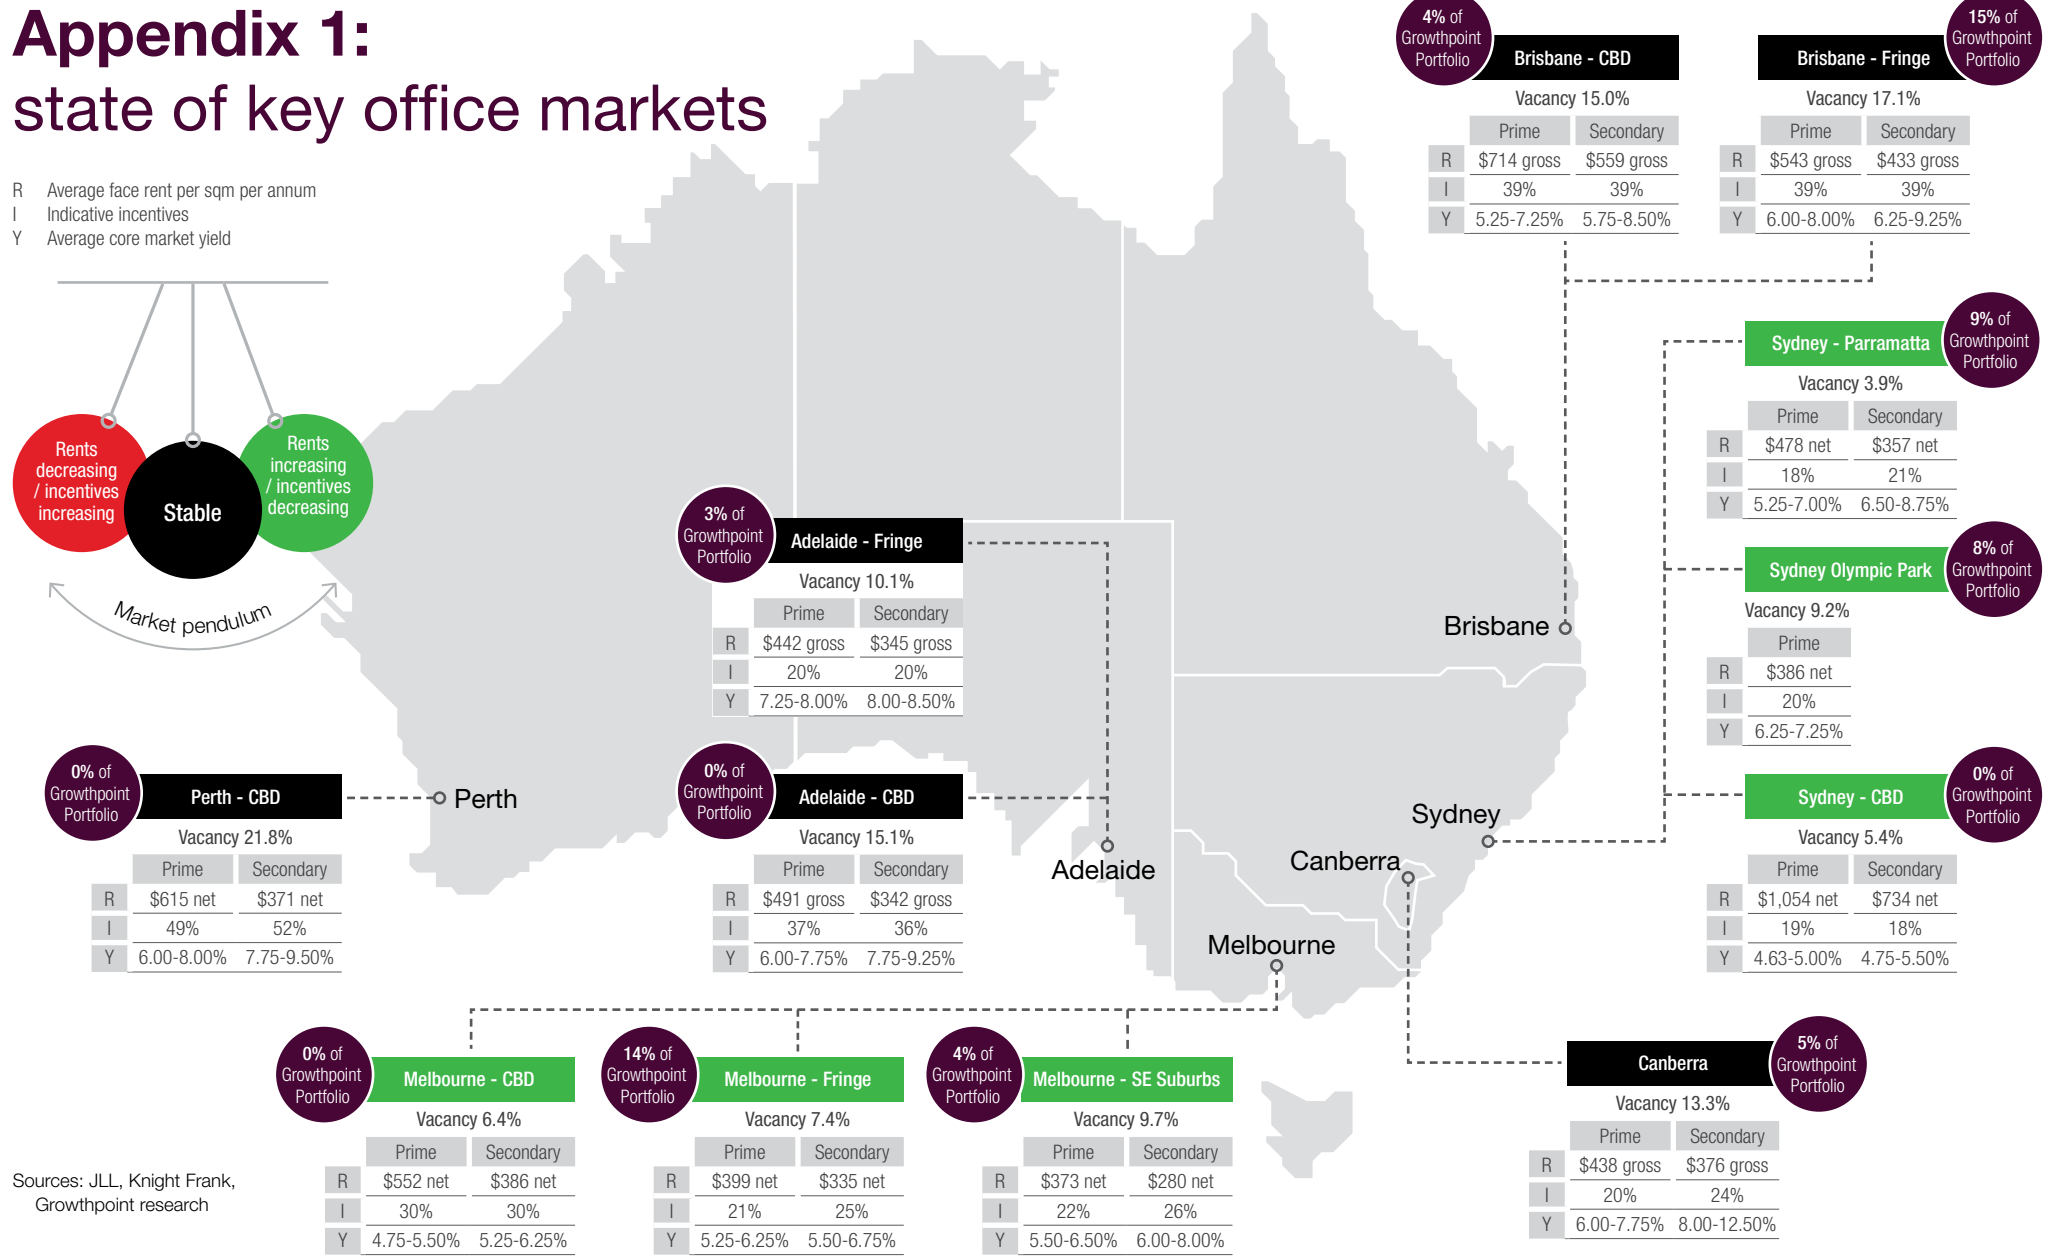 Appendix 1:
state of key office markets
R Average face rent per sqm per annum
I Indicative incentives
Y Average core market yield
Rents
decreasing
/ incentives
increasing
Stable
Rents
increasing
/ incentives
decreasing
Market pendulum
4% of
Growthpoint
Portfolio
Brisbane - CBD
Vacancy 15.0%
Prime Secondary
R $714 gross $559 gross
I 39% 39%
Y 5.25-7.25% 5.75-8.50%
15% of
Growthpoint
Portfolio
Brisbane - Fringe
Vacancy 17.1%
Prime Secondary
R $543 gross $433 gross
I 39% 39%
Y 6.00-8.00% 6.25-9.25%
9% of
Growthpoint
Portfolio
Sydney - Parramatta
Vacancy 3.9%
Prime Secondary
R $478 net $357 net
I 18% 21%
Y 5.25-7.00% 6.50-8.75%
8% of
Growthpoint
Portfolio
Sydney Olympic Park
Vacancy 9.2%
Prime
R $386 net
I 20%
Y 6.25-7.25%
0% of
Growthpoint
Portfolio
Sydney - CBD
Vacancy 5.4%
Prime Secondary
R $1,054 net $734 net
I 19% 18%
Y 4.63-5.00% 4.75-5.50%
3% of
Growthpoint
Portfolio
Adelaide - Fringe
Vacancy 10.1%
Prime Secondary
R $442 gross $345 gross
I 20% 20%
Y 7.25-8.00% 8.00-8.50%
0% of
Growthpoint
Portfolio
Adelaide - CBD
Vacancy 15.1%
Prime Secondary
R $491 gross $342 gross
I 37% 36%
Y 6.00-7.75% 7.75-9.25%
0% of
Growthpoint
Portfolio
Perth - CBD
Vacancy 21.8%
Prime Secondary
R $615 net $371 net
I 49% 52%
Y 6.00-8.00% 7.75-9.50%
Perth
Adelaide
Brisbane
Sydney
Canberra
Melbourne
0% of
Growthpoint
Portfolio
Melbourne - CBD
Vacancy 6.4%
Prime Secondary
R $552 net $386 net
I 30% 30%
Y 4.75-5.50% 5.25-6.25%
14% of
Growthpoint
Portfolio
Melbourne - Fringe
Vacancy 7.4%
Prime Secondary
R $399 net $335 net
I 21% 25%
Y 5.25-6.25% 5.50-6.75%
4% of
Growthpoint
Portfolio
Melbourne - SE Suburbs
Vacancy 9.7%
Prime Secondary
R $373 net $280 net
I 22% 26%
Y 5.50-6.50% 6.00-8.00%
5% of
Growthpoint
Portfolio
Canberra
Vacancy 13.3%
Prime Secondary
R $438 gross $376 gross
I 20% 24%
Y 6.00-7.75% 8.00-12.50%
Sources: JLL, Knight Frank,
Growthpoint research